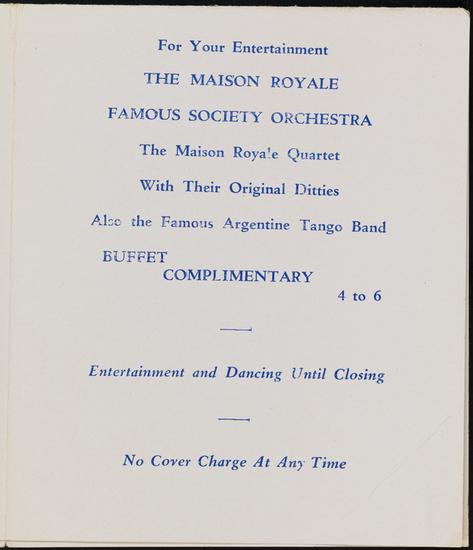 For Your Entertainment
THE MAISON ROYALE
FAMOUS SOCIETY ORCHESTRA
The Maison Royale Quartet
With Their Original Ditties
Also the Famous Argentine Tango Band
BUFFET
COMPLIMENTARY
4 to 6
Entertainment and Dancing Until Closing
No Cover Charge At Any Time